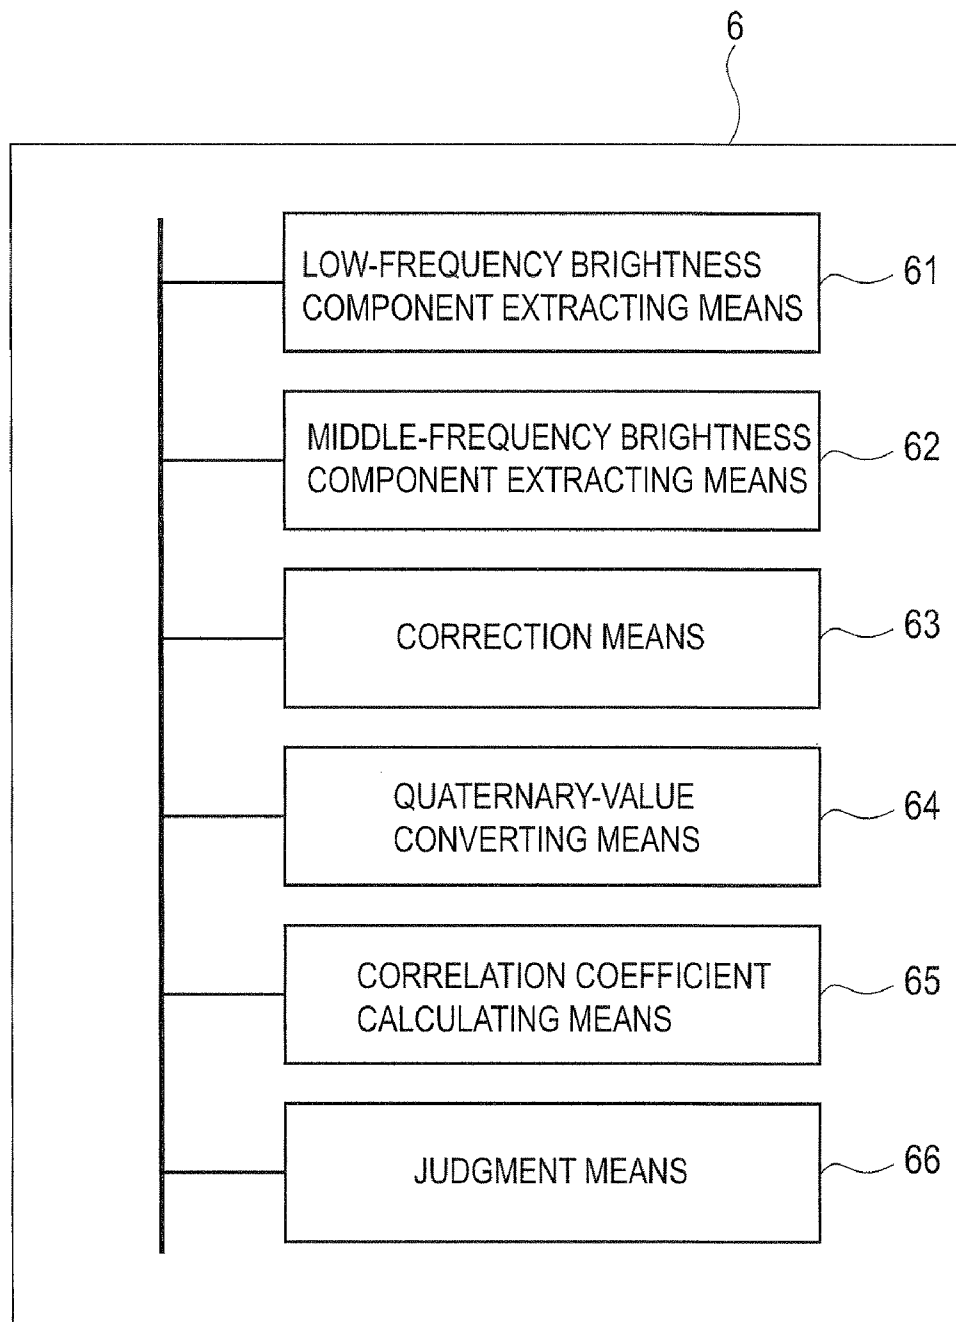 6
LOW-FREQUENCY BRIGHTNESS
COMPONENT EXTRACTING MEANS
61
MIDDLE-FREQUENCY BRIGHTNESS
COMPONENT EXTRACTING MEANS
62
CORRECTION MEANS
63
QUATERNARY-VALUE
CONVERTING MEANS
64
CORRELATION COEFFICIENT
CALCULATING MEANS
65
JUDGMENT MEANS
66